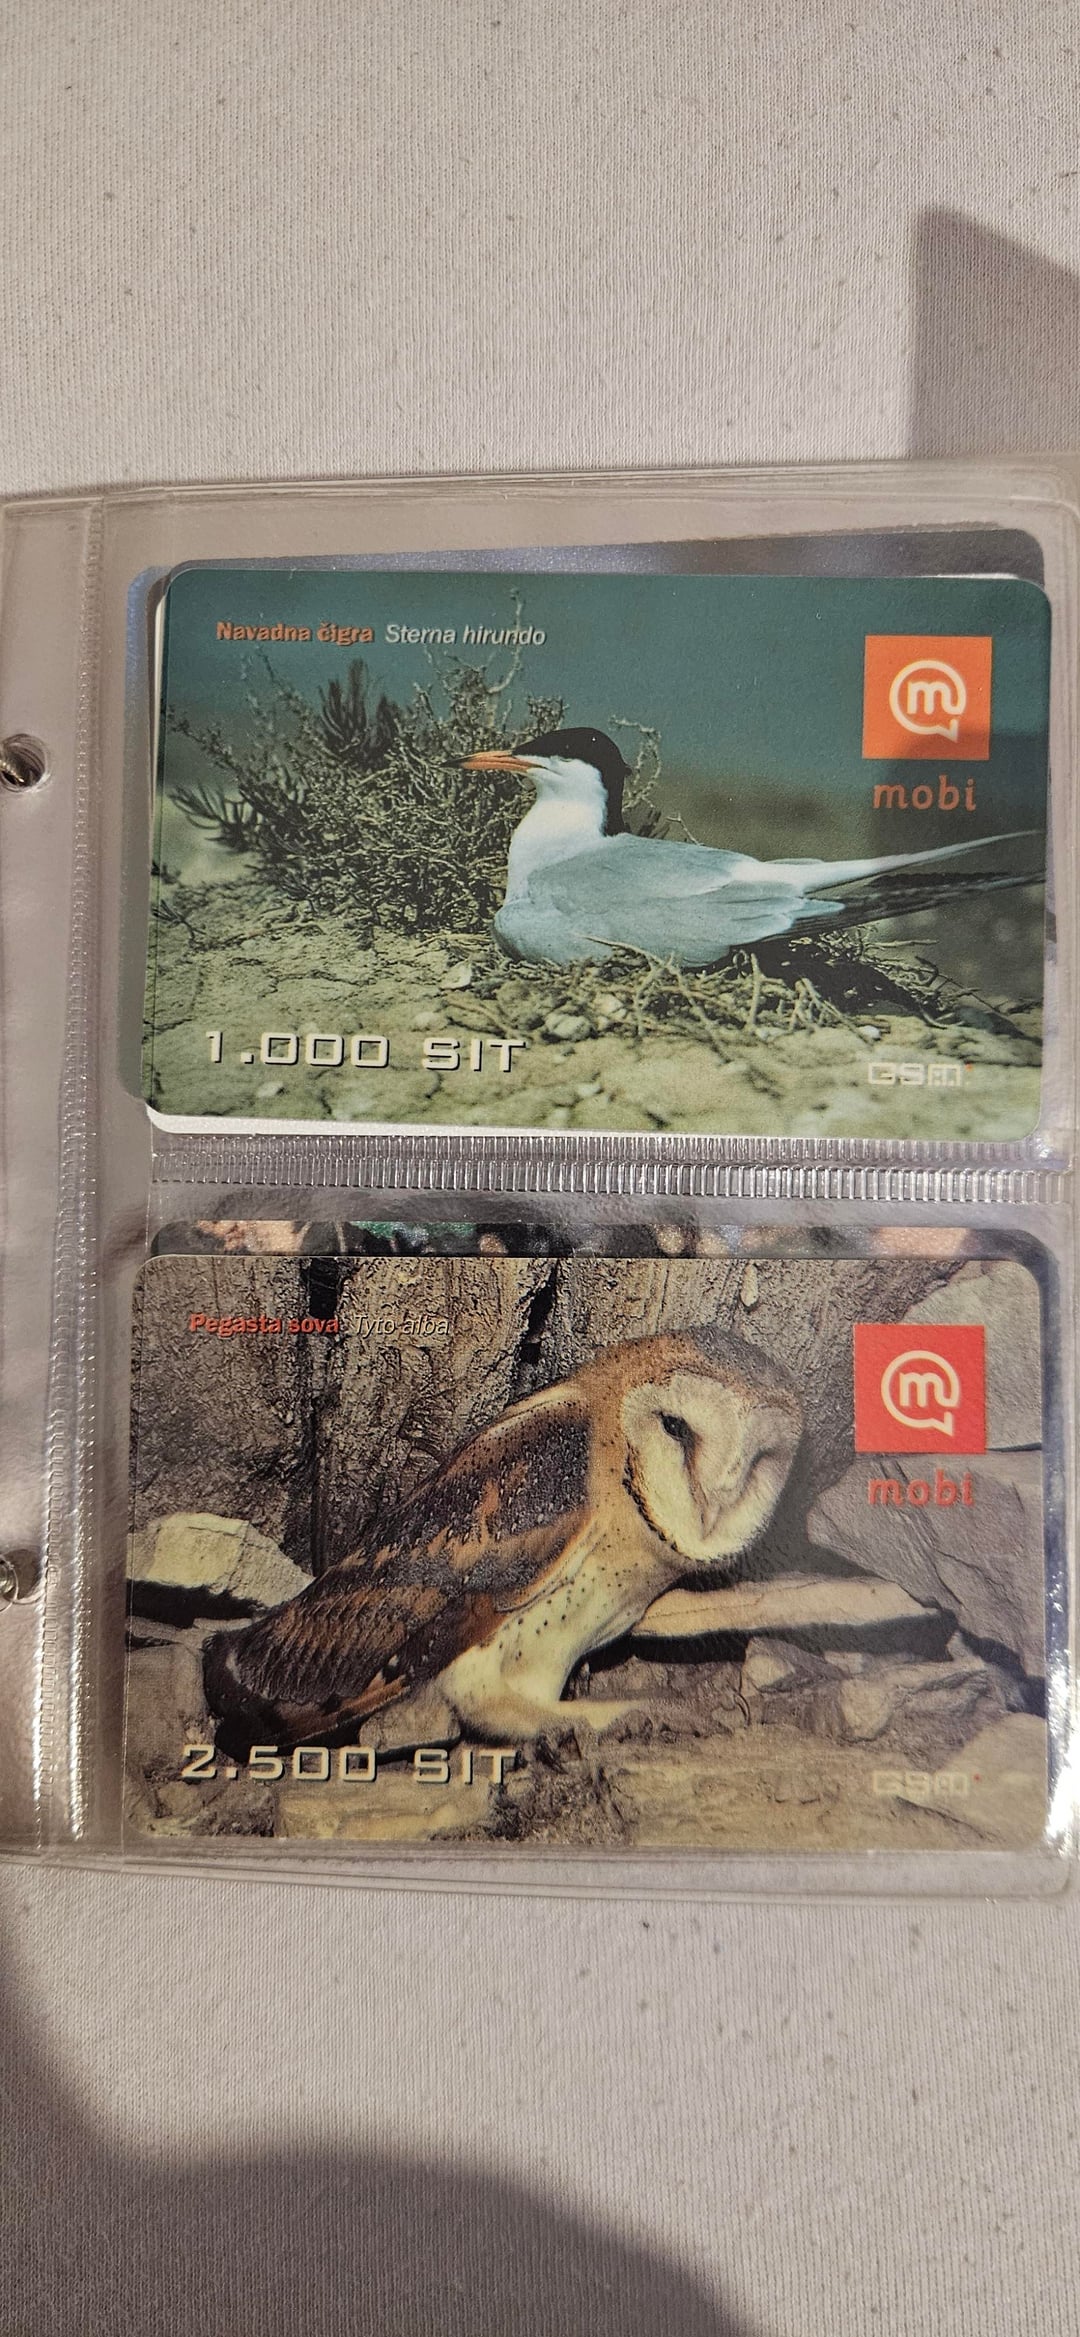 Navadna čigra Sterna hirundo
m
mobi
1.000 SIT
GSM
Pegasta sova Tyto alba
m
mobi
2.500 SIT
GSM